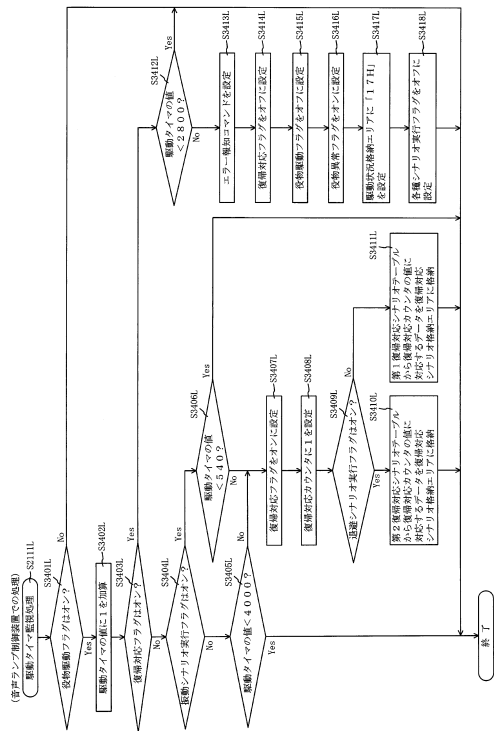 (音声ランプ制御装置での処理)
駆動タイマ監視処理
S2111L
S3401L
役物駆動フラグはオン?
No
Yes
S3402L
駆動タイマの値に1を加算
S3403L
復帰対応フラグはオン?
Yes
No
S3404L
振動シナリオ実行フラグはオン?
Yes
No
S3405L
駆動タイマの値<4000?
No
Yes
S3406L
駆動タイマの値
<540?
Yes
No
S3407L
復帰対応フラグをオンに設定
S3408L
復帰対応カウンタに1を設定
S3409L
退避シナリオ実行フラグはオン?
No
Yes
S3410L
第2復帰対応シナリオテーブル
から復帰対応カウンタの値に
対応するデータを復帰対応
シナリオ格納エリアに格納
S3411L
第1復帰対応シナリオテーブル
から復帰対応カウンタの値に
対応するデータを復帰対応
シナリオ格納エリアに格納
S3412L
駆動タイマの値
<2800?
Yes
No
S3413L
エラー報知コマンドを設定
S3414L
復帰対応フラグをオフに設定
S3415L
役物駆動フラグをオフに設定
S3416L
役物異常フラグをオンに設定
S3417L
駆動状況格納エリアに「17H」
を設定
S3418L
各種シナリオ実行フラグをオフに
設定
終了